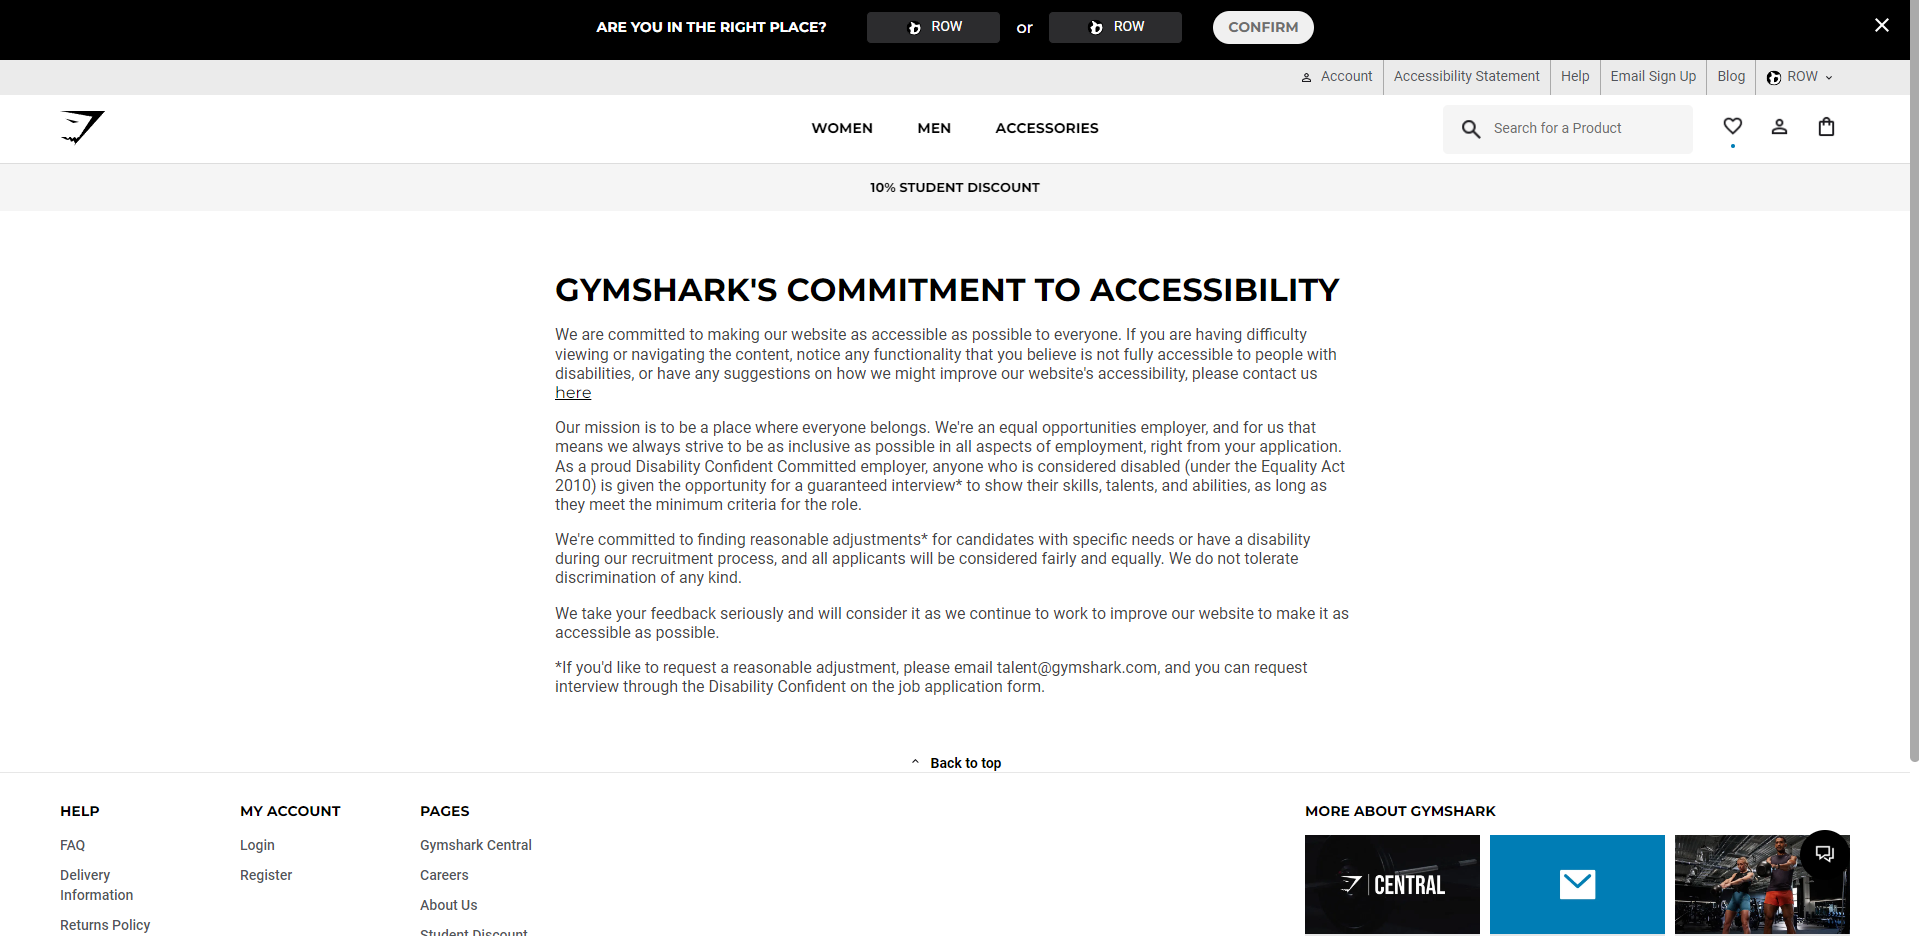 ARE YOU IN THE RIGHT PLACE? ROW or ROW CONFIRM
Account Accessibility Statement Help Email Sign Up Blog ROW
WOMEN MEN ACCESSORIES Search for a Product
10% STUDENT DISCOUNT
GYMSHARK'S COMMITMENT TO ACCESSIBILITY
We are committed to making our website as accessible as possible to everyone. If you are having difficulty
viewing or navigating the content, notice any functionality that you believe is not fully accessible to people with
disabilities, or have any suggestions on how we might improve our website's accessibility, please contact us
here
Our mission is to be a place where everyone belongs. We're an equal opportunities employer, and for us that
means we always strive to be as inclusive as possible in all aspects of employment, right from your application.
As a proud Disability Confident Committed employer, anyone who is considered disabled (under the Equality Act
2010) is given the opportunity for a guaranteed interview* to show their skills, talents, and abilities, as long as
they meet the minimum criteria for the role.
We're committed to finding reasonable adjustments* for candidates with specific needs or have a disability
during our recruitment process, and all applicants will be considered fairly and equally. We do not tolerate
discrimination of any kind.
We take your feedback seriously and will consider it as we continue to work to improve our website to make it as
accessible as possible.
*If you'd like to request a reasonable adjustment, please email talent@gymshark.com, and you can request
interview through the Disability Confident on the job application form.
Back to top
HELP
FAQ
Delivery
Information
Returns Policy
MY ACCOUNT
Login
Register
PAGES
Gymshark Central
Careers
About Us
Student Discount
MORE ABOUT GYMSHARK
CENTRAL